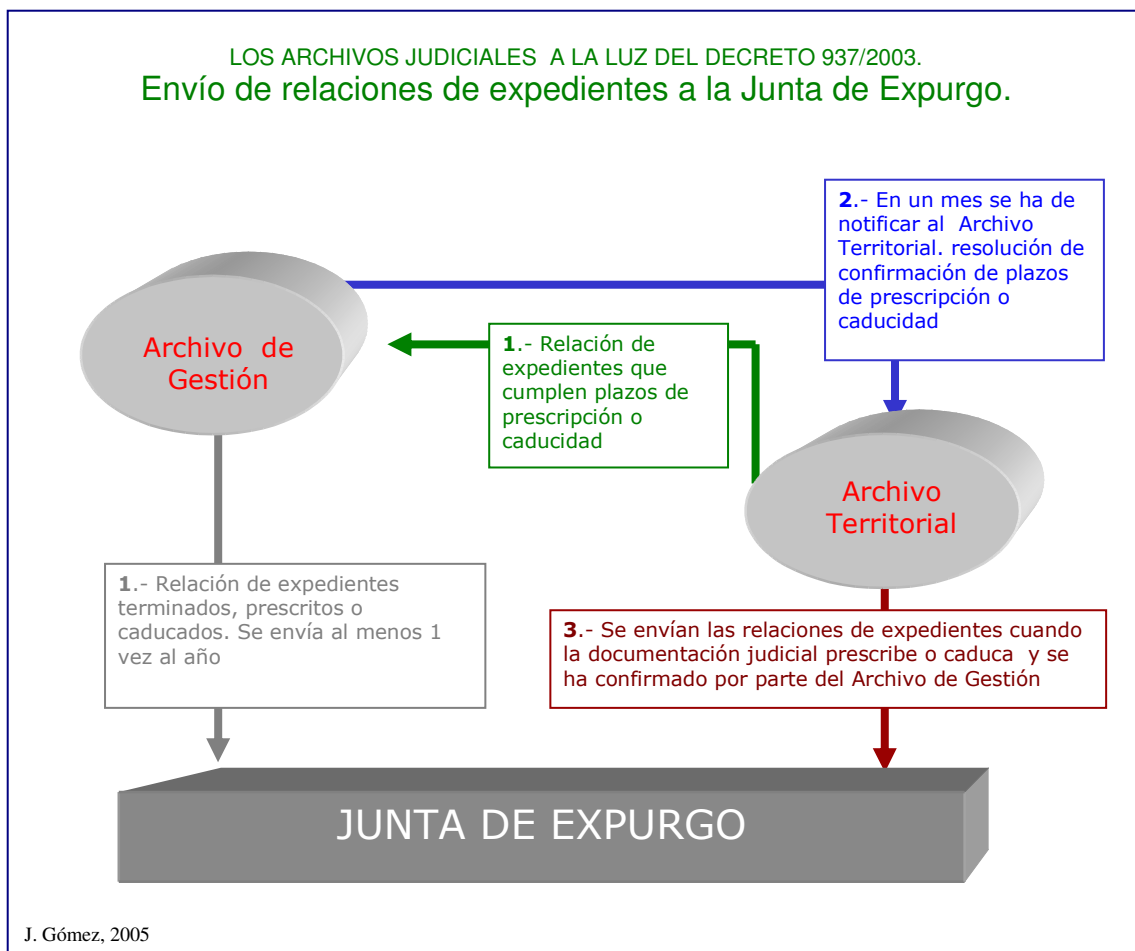 LOS ARCHIVOS JUDICIALES A LA LUZ DEL DECRETO 937/2003.
Envío de relaciones de expedientes a la Junta de Expurgo.
2.- En un mes se ha de
notificar al Archivo
Territorial. resolución de
confirmación de plazos
de prescripción o
caducidad
Archivo de
Gestión
1.- Relación de
expedientes que
cumplen plazos de
prescripción o
caducidad
Archivo
Territorial
1.- Relación de expedientes
terminados, prescritos o
caducados. Se envía al menos 1
vez al año
3.- Se envían las relaciones de expedientes cuando
la documentación judicial prescribe o caduca y se
ha confirmado por parte del Archivo de Gestión
JUNTA DE EXPURGO
J. Gómez, 2005